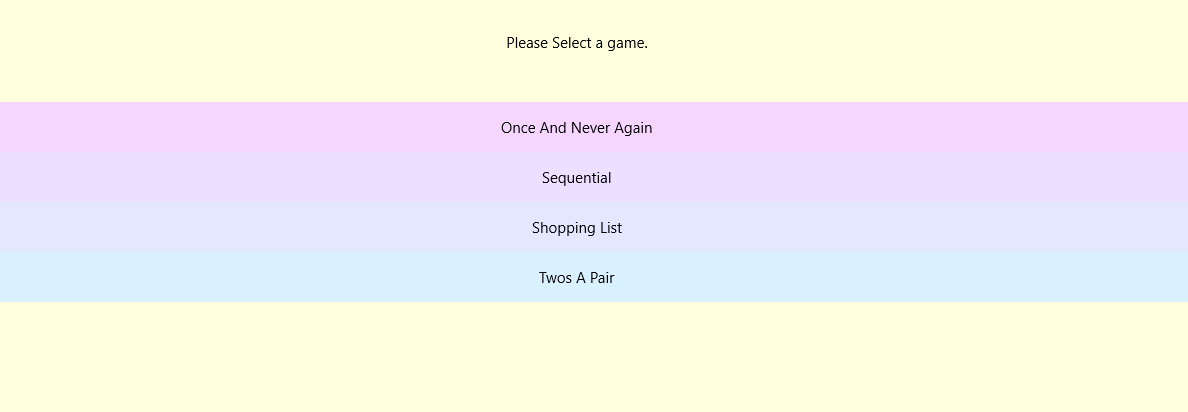 Please Select a game.
Once And Never Again
Sequential
Shopping List
Twos A Pair